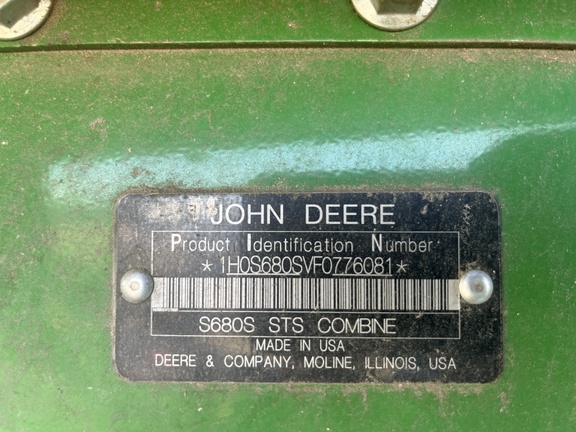 JOHN DEERE
Product Identification Number
*1H0S680SVF0776081*
S680S STS COMBINE
MADE IN USA
DEERE & COMPANY, MOLINE, ILLINOIS, USA